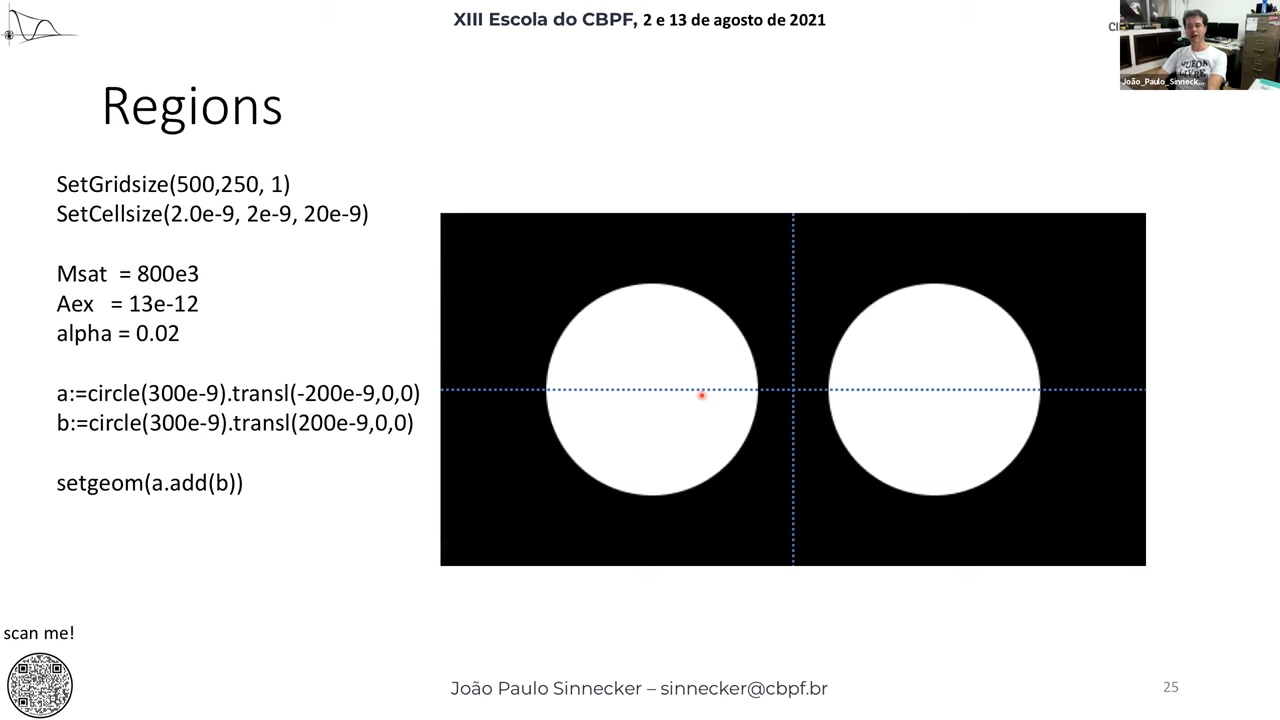 XIII Escola do CBPF, 2 e 13 de agosto de 2021
Regions
SetGridsize(500,250, 1)
SetCellsize(2.0e-9, 2e-9, 20e-9)
Msat = 800e3
Aex = 13e-12
alpha = 0.02
a:=circle(300e-9).transl(-200e-9,0,0)
b:=circle(300e-9).transl(200e-9,0,0)
setgeom(a.add(b))
scan me!
João Paulo Sinnecker – sinnecker@cbpf.br
25
QUEDA
LIVRE
João_Paulo_Sinneck...